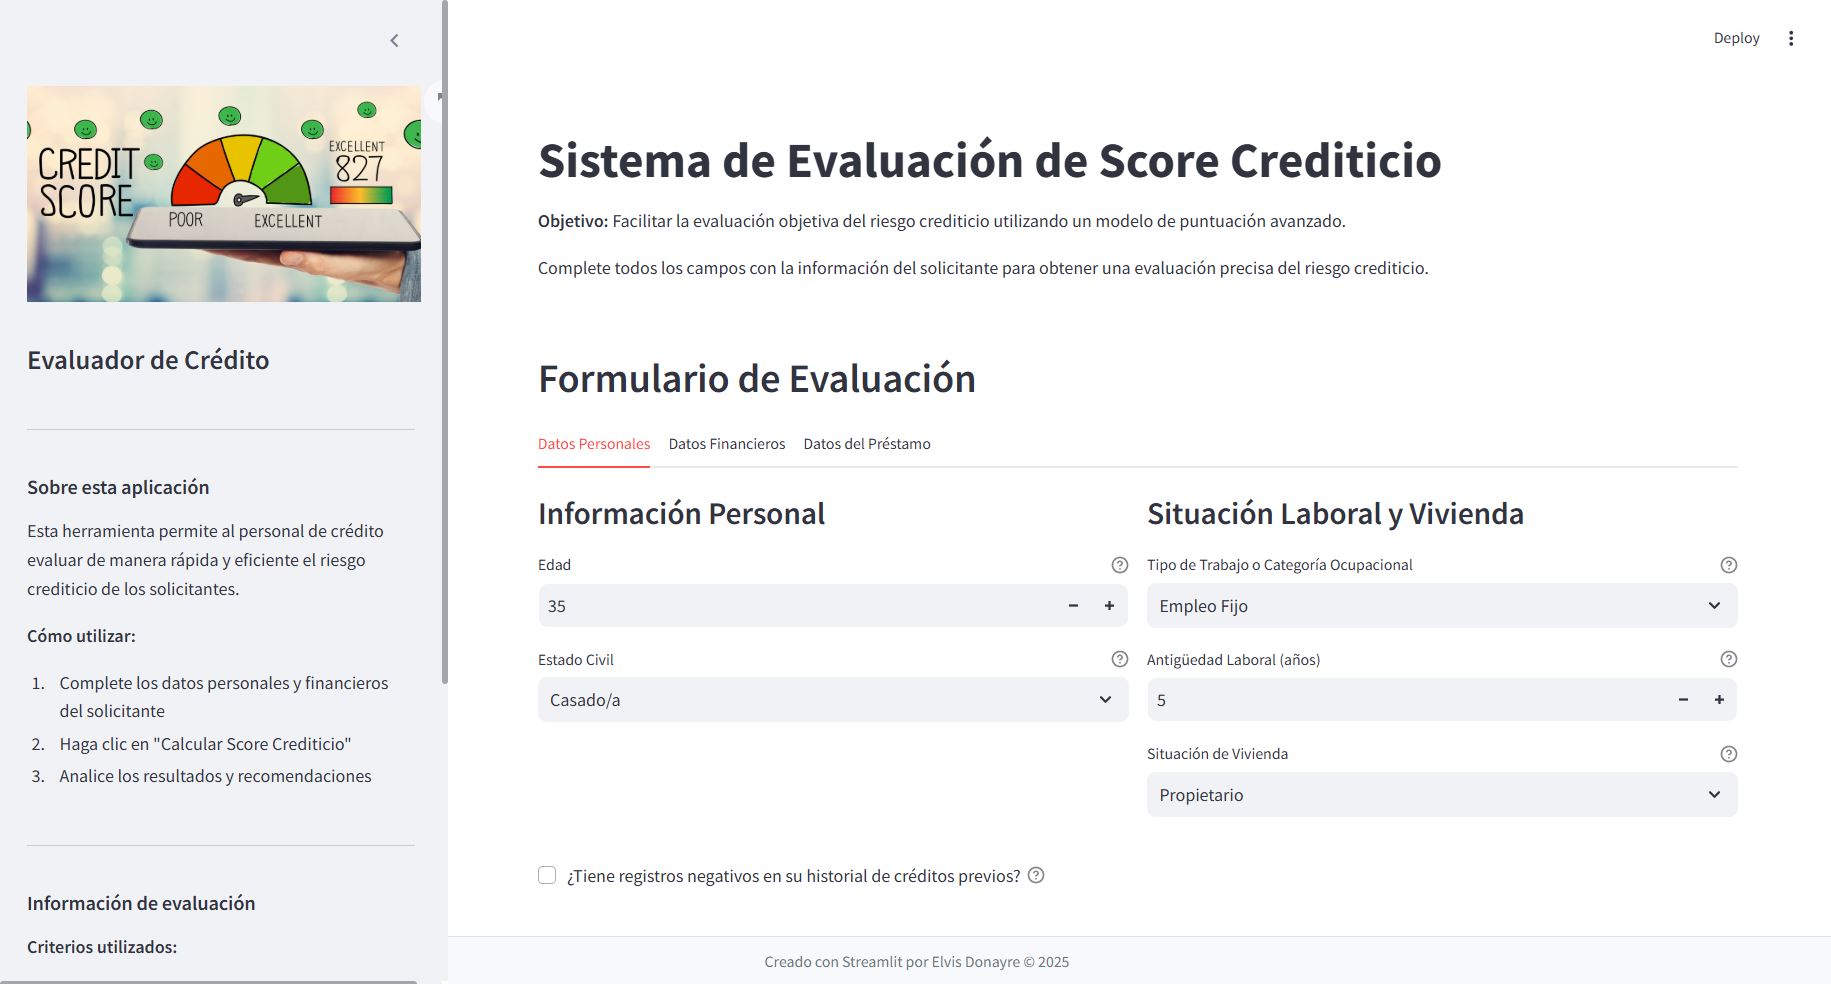 Deploy
CREDIT
SCORE
POOR
EXCELLENT
EXCELLENT
827
Evaluador de Crédito
Sobre esta aplicación
Esta herramienta permite al personal de crédito
evaluar de manera rápida y eficiente el riesgo
crediticio de los solicitantes.
Cómo utilizar:
1. Complete los datos personales y financieros
del solicitante
2. Haga clic en "Calcular Score Crediticio"
3. Analice los resultados y recomendaciones
Información de evaluación
Criterios utilizados:
Sistema de Evaluación de Score Crediticio
Objetivo: Facilitar la evaluación objetiva del riesgo crediticio utilizando un modelo de puntuación avanzado.
Complete todos los campos con la información del solicitante para obtener una evaluación precisa del riesgo crediticio.
Formulario de Evaluación
Datos Personales Datos Financieros Datos del Préstamo
Información Personal
Edad
35
Estado Civil
Casado/a
Situación Laboral y Vivienda
Tipo de Trabajo o Categoría Ocupacional
Empleo Fijo
Antigüedad Laboral (años)
5
Situación de Vivienda
Propietario
¿Tiene registros negativos en su historial de créditos previos?
Creado con Streamlit por Elvis Donayre © 2025